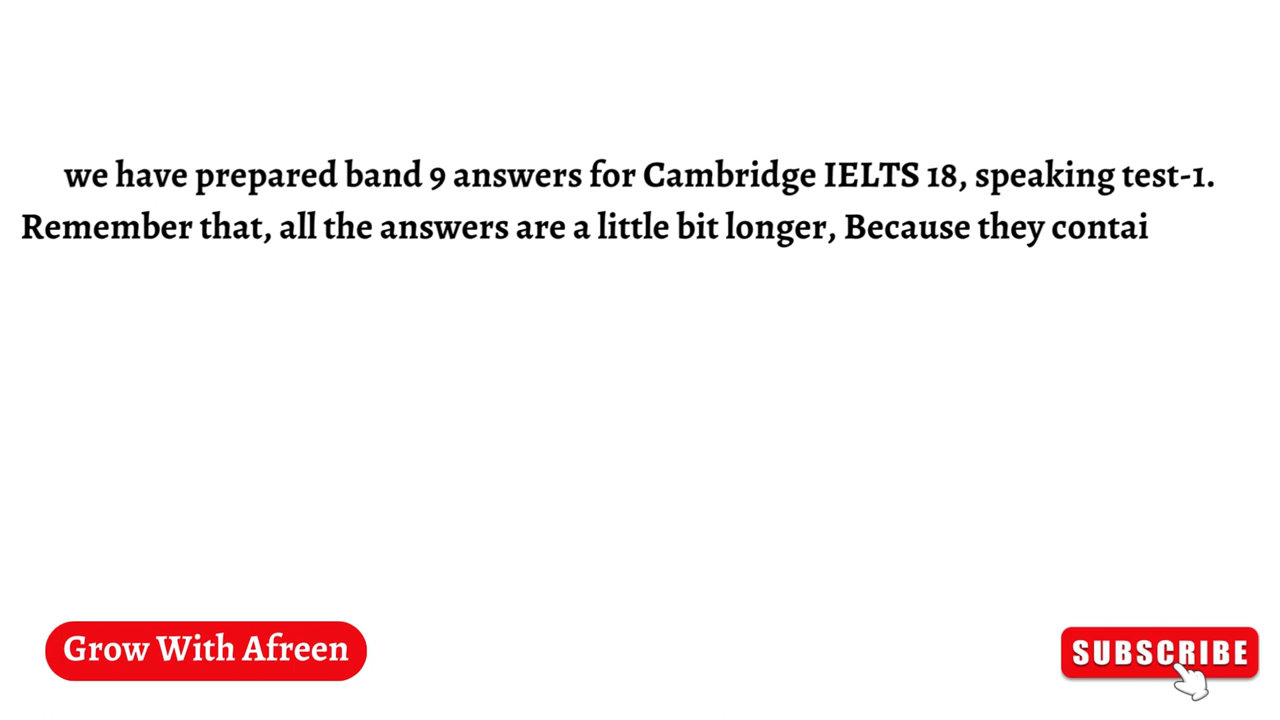 we have prepared band 9 answers for Cambridge IELTS 18, speaking test-1.
Remember that, all the answers are a little bit longer, Because they contai
Grow With Afreen
SUBSCRIBE